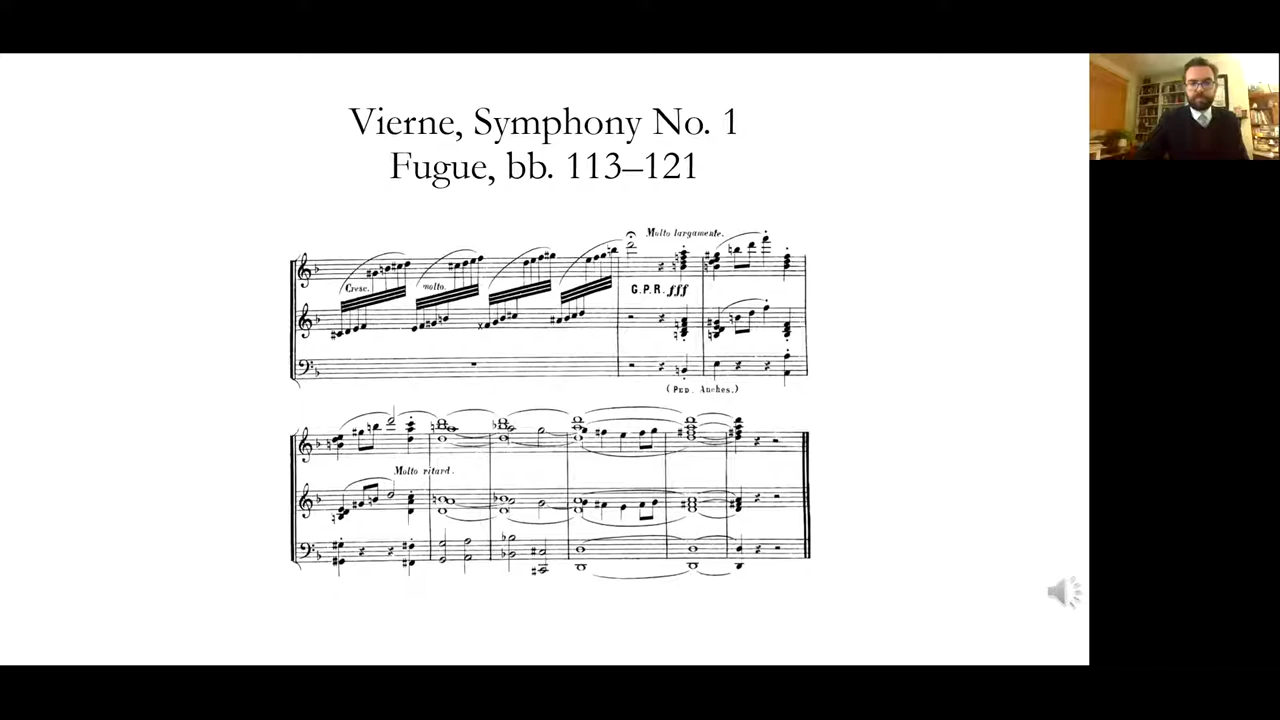 Vierne, Symphony No. 1
Fugue, bb. 113–121
Molto largamente.
Cresc. molto.
G.P.R. fff
(PED. Anches.)
Molto ritard.